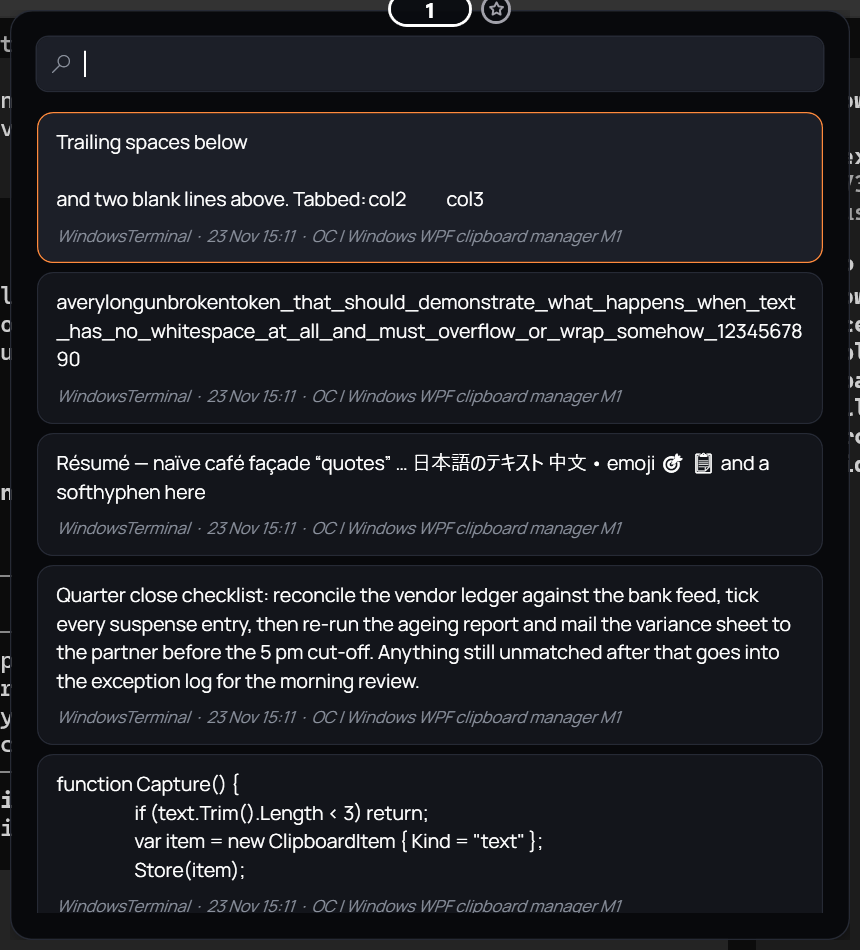 1
Trailing spaces below
and two blank lines above. Tabbed: col2 col3
WindowsTerminal · 23 Nov 15:11 · OC | Windows WPF clipboard manager M1
averylongunbrokentoken_that_should_demonstrate_what_happens_when_text
_has_no_whitespace_at_all_and_must_overflow_or_wrap_somehow_12345678
90
WindowsTerminal · 23 Nov 15:11 · OC | Windows WPF clipboard manager M1
Résumé — naïve café façade “quotes” … 日本語のテキスト 中文 • emoji 🎯 📋 and a
softhyphen here
WindowsTerminal · 23 Nov 15:11 · OC | Windows WPF clipboard manager M1
Quarter close checklist: reconcile the vendor ledger against the bank feed, tick
every suspense entry, then re-run the ageing report and mail the variance sheet to
the partner before the 5 pm cut-off. Anything still unmatched after that goes into
the exception log for the morning review.
WindowsTerminal · 23 Nov 15:11 · OC | Windows WPF clipboard manager M1
function Capture() {
if (text.Trim().Length < 3) return;
var item = new ClipboardItem { Kind = "text" };
Store(item);
WindowsTerminal · 23 Nov 15:11 · OC | Windows WPF clipboard manager M1